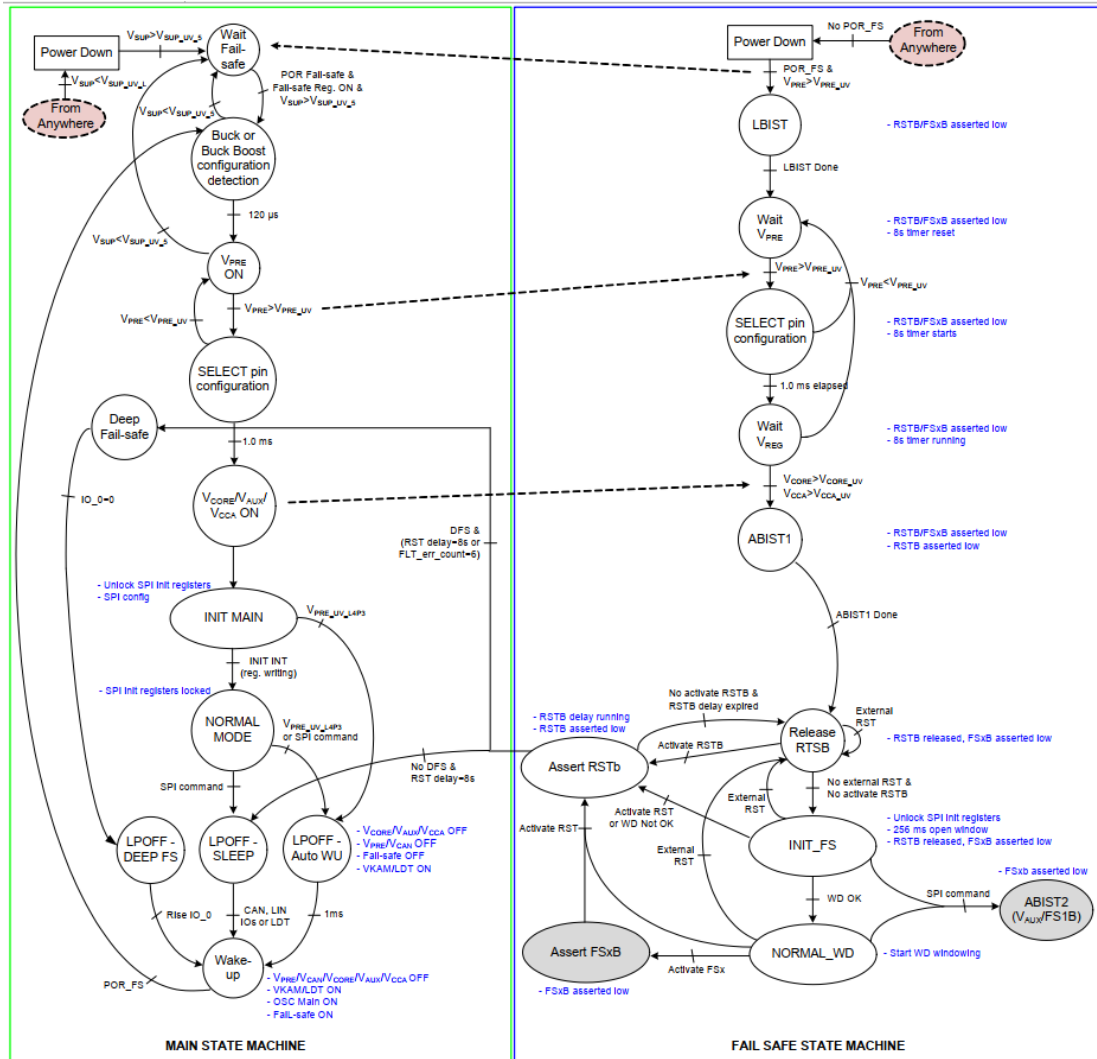 Power Down
VSUP>VSUP_UV_5
Wait
Fail-
safe
VSUP<VSUP_UV_L
From
Anywhere
POR Fail-safe &
Fail-safe Reg. ON &
VSUP>VSUP_UV_5
VSUP<VSUP_UV_5
Buck or
Buck Boost
configuration
detection
120 µs
VSUP<VSUP_UV_5
VPRE
ON
VPRE>VPRE_UV
VPRE<VPRE_UV
SELECT pin
configuration
Deep
Fail-safe
1.0 ms
IO_0=0
VCORE/VAUX/
VCCA ON
DFS &
(RST delay=8s or
FLT_err_count=6)
- Unlock SPI Init registers
- SPI config
INIT MAIN
VPRE_UV_L4P3
INIT INT
(reg. writing)
- SPI Init registers locked
NORMAL
MODE
VPRE_UV_L4P3
or SPI command
No DFS &
RST delay=8s
SPI command
LPOFF -
DEEP FS
LPOFF -
SLEEP
LPOFF -
Auto WU
- VCORE/VAUX/VCCA OFF
- VPRE/VCAN OFF
- Fail-safe OFF
- VKAM/LDT ON
Rise IO_0
CAN, LIN
IOs or LDT
1ms
Wake-
up
POR_FS
- VPRE/VCAN/VCORE/VAUX/VCCA OFF
- VKAM/LDT ON
- OSC Main ON
- FaiL-safe ON
MAIN STATE MACHINE
Power Down
No POR_FS
From
Anywhere
POR_FS &
VPRE>VPRE_UV
LBIST
- RSTB/FSxB asserted low
LBIST Done
Wait
VPRE
- RSTB/FSxB asserted low
- 8s timer reset
VPRE>VPRE_UV
VPRE<VPRE_UV
SELECT pin
configuration
- RSTB/FSxB asserted low
- 8s timer starts
1.0 ms elapsed
Wait
VREG
- RSTB/FSxB asserted low
- 8s timer running
VCORE>VCORE_UV
VCCA>VCCA_UV
ABIST1
- RSTB/FSxB asserted low
- RSTB asserted low
ABIST1 Done
No activate RSTB &
RSTB delay expired
- RSTB delay running
- RSTB asserted low
External
RST
Release
RTSB
- RSTB released, FSxB asserted low
Activate RSTB
Assert RSTb
No external RST &
No activate RSTB
External
RST
Activate RST
or WD Not OK
Activate RST
External
RST
INIT_FS
- Unlock SPI Init registers
- 256 ms open window
- RSTB released, FSxB asserted low
- FSxb asserted low
WD OK
SPI command
ABIST2
(VAUX/FS1B)
Assert FSxB
Activate FSx
NORMAL_WD
- Start WD windowing
- FSxB asserted low
FAIL SAFE STATE MACHINE